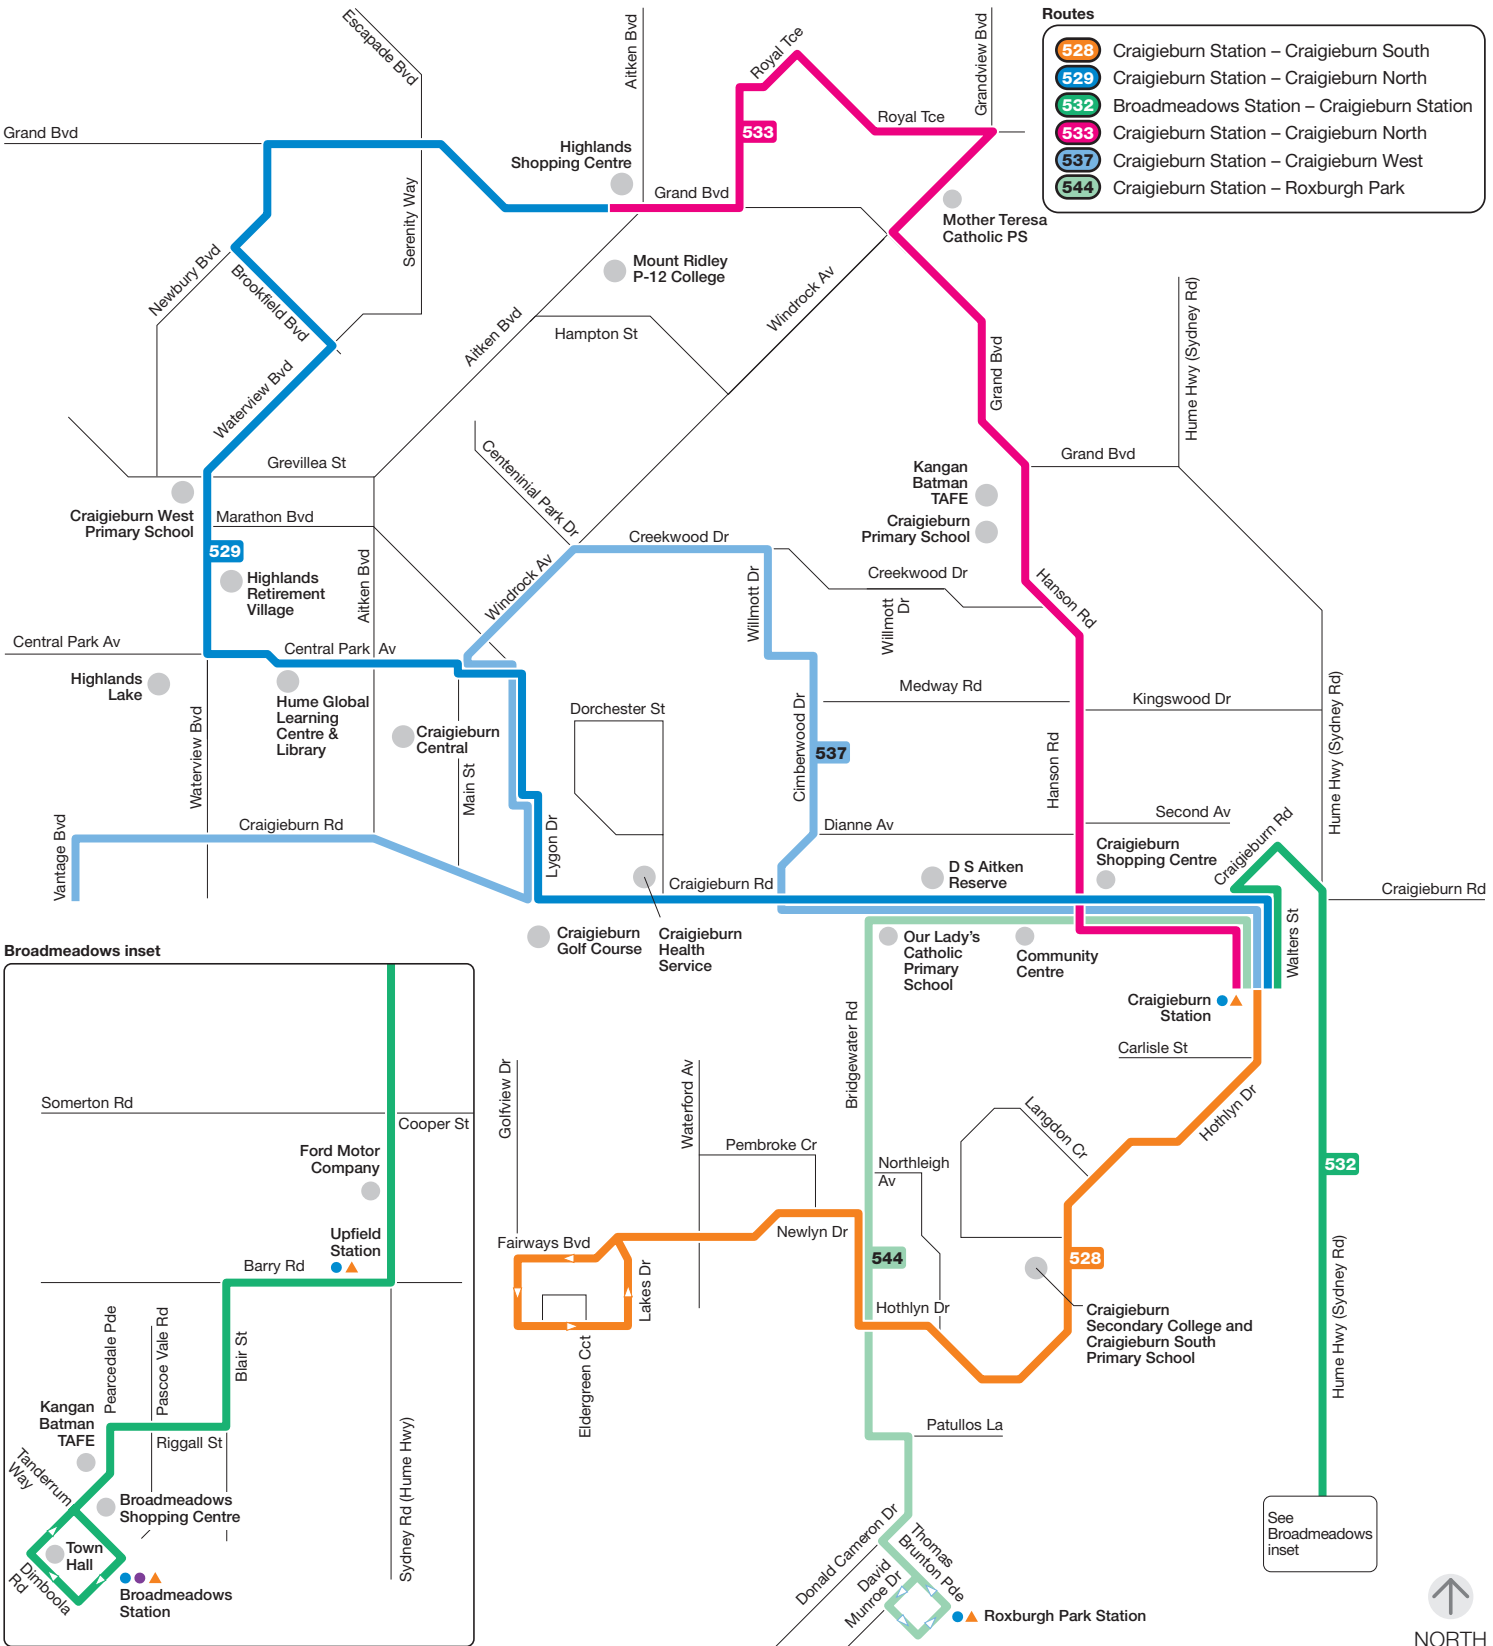 Routes
528 Craigieburn Station – Craigieburn South
529 Craigieburn Station – Craigieburn North
532 Broadmeadows Station – Craigieburn Station
533 Craigieburn Station – Craigieburn North
537 Craigieburn Station – Craigieburn West
544 Craigieburn Station – Roxburgh Park
Escapade Bvd
Aitken Bvd
Royal Tce
Grandview Bvd
Grand Bvd
533
Royal Tce
Highlands
Shopping Centre
Grand Bvd
Serenity Way
Mother Teresa
Catholic PS
Newbury Bvd
Brookfield Bvd
Mount Ridley
P-12 College
Windrock Av
Hume Hwy (Sydney Rd)
Aitken Bvd
Hampton St
Grand Bvd
Waterview Bvd
Centeninial Park Dr
Grevillea St
Grand Bvd
Kangan
Batman
TAFE
Craigieburn West
Primary School
Marathon Bvd
Craigieburn
Primary School
529
Creekwood Dr
Highlands
Retirement
Village
Aitken Bvd
Windrock Av
Willmott Dr
Creekwood Dr
Willmott
Dr
Hanson Rd
Central Park Av
Central Park Av
Highlands
Lake
Hume Global
Learning
Centre &
Library
Medway Rd
Kingswood Dr
Dorchester St
Craigieburn
Central
Waterview Bvd
Main St
Cimberwood Dr
537
Hanson Rd
Hume Hwy (Sydney Rd)
Vantage Bvd
Craigieburn Rd
Lygon Dr
Dianne Av
Second Av
Craigieburn
Shopping Centre
Craigieburn Rd
D S Aitken
Reserve
Craigieburn Rd
Craigieburn Rd
Craigieburn
Golf Course
Craigieburn
Health
Service
Our Lady's
Catholic
Primary
School
Community
Centre
Walters St
Craigieburn
Station
Broadmeadows inset
Bridgewater Rd
Carlisle St
Golfview Dr
Waterford Av
Langdon Cr
Hothlyn Dr
Somerton Rd
Cooper St
Pembroke Cr
Northleigh
Av
Ford Motor
Company
532
Newlyn Dr
Fairways Bvd
Upfield
Station
Barry Rd
544
528
Lakes Dr
Hothlyn Dr
Hume Hwy (Sydney Rd)
Craigieburn
Secondary College and
Craigieburn South
Primary School
Pearcedale Pde
Pascoe Vale Rd
Blair St
Eldergreen Cct
Kangan
Batman
TAFE
Riggall St
Patullos La
Tanderrum
Way
Sydney Rd (Hume Hwy)
Broadmeadows
Shopping Centre
Town
Hall
Dimboola
Rd
Broadmeadows
Station
Donald Cameron Dr
Thomas
Brunton Pde
David
Munroe Dr
Roxburgh Park Station
See
Broadmeadows
inset
NORTH